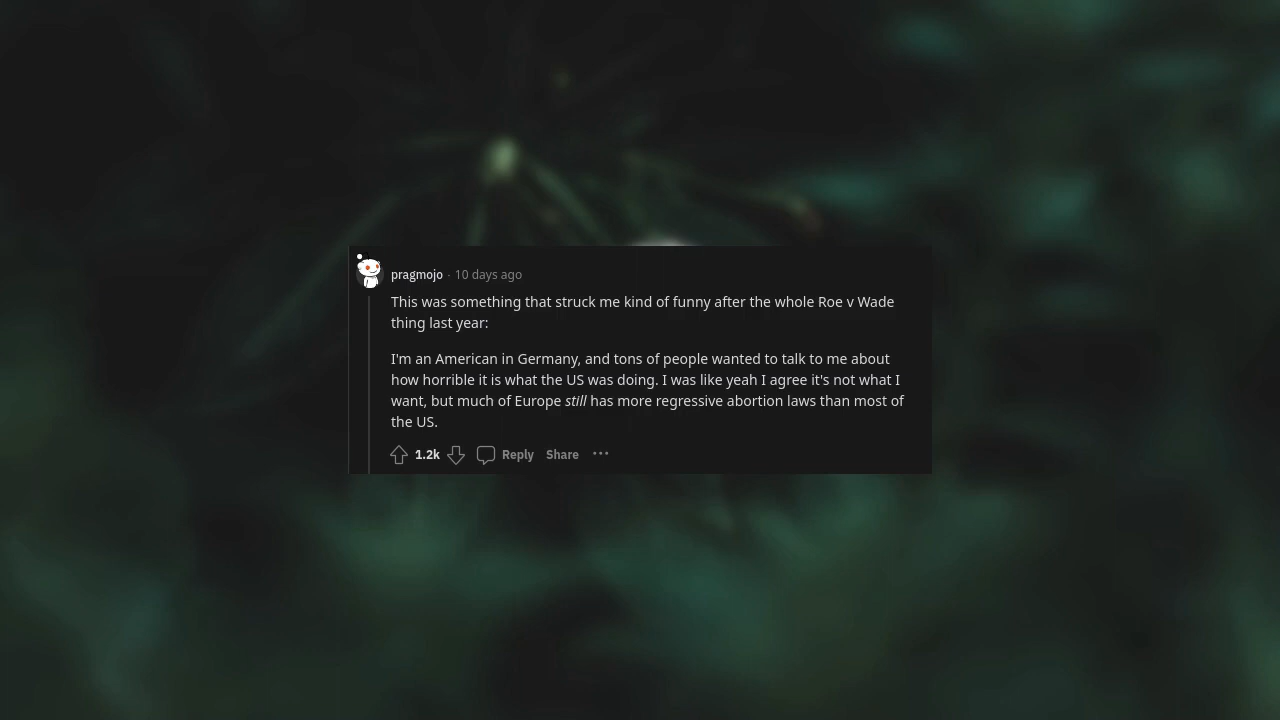 pragmojo · 10 days ago
This was something that struck me kind of funny after the whole Roe v Wade
thing last year:
I'm an American in Germany, and tons of people wanted to talk to me about
how horrible it is what the US was doing. I was like yeah I agree it's not what I
want, but much of Europe still has more regressive abortion laws than most of
the US.
1.2k Reply Share ···